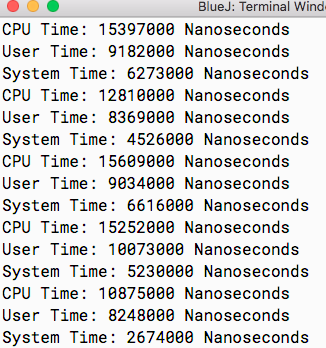 BlueJ: Terminal Wind
CPU Time: 15397000 Nanoseconds
User Time: 9182000 Nanoseconds
System Time: 6273000 Nanoseconds
CPU Time: 12810000 Nanoseconds
User Time: 8369000 Nanoseconds
System Time: 4526000 Nanoseconds
CPU Time: 15609000 Nanoseconds
User Time: 9034000 Nanoseconds
System Time: 6616000 Nanoseconds
CPU Time: 15252000 Nanoseconds
User Time: 10073000 Nanoseconds
System Time: 5230000 Nanoseconds
CPU Time: 10875000 Nanoseconds
User Time: 8248000 Nanoseconds
System Time: 2674000 Nanoseconds